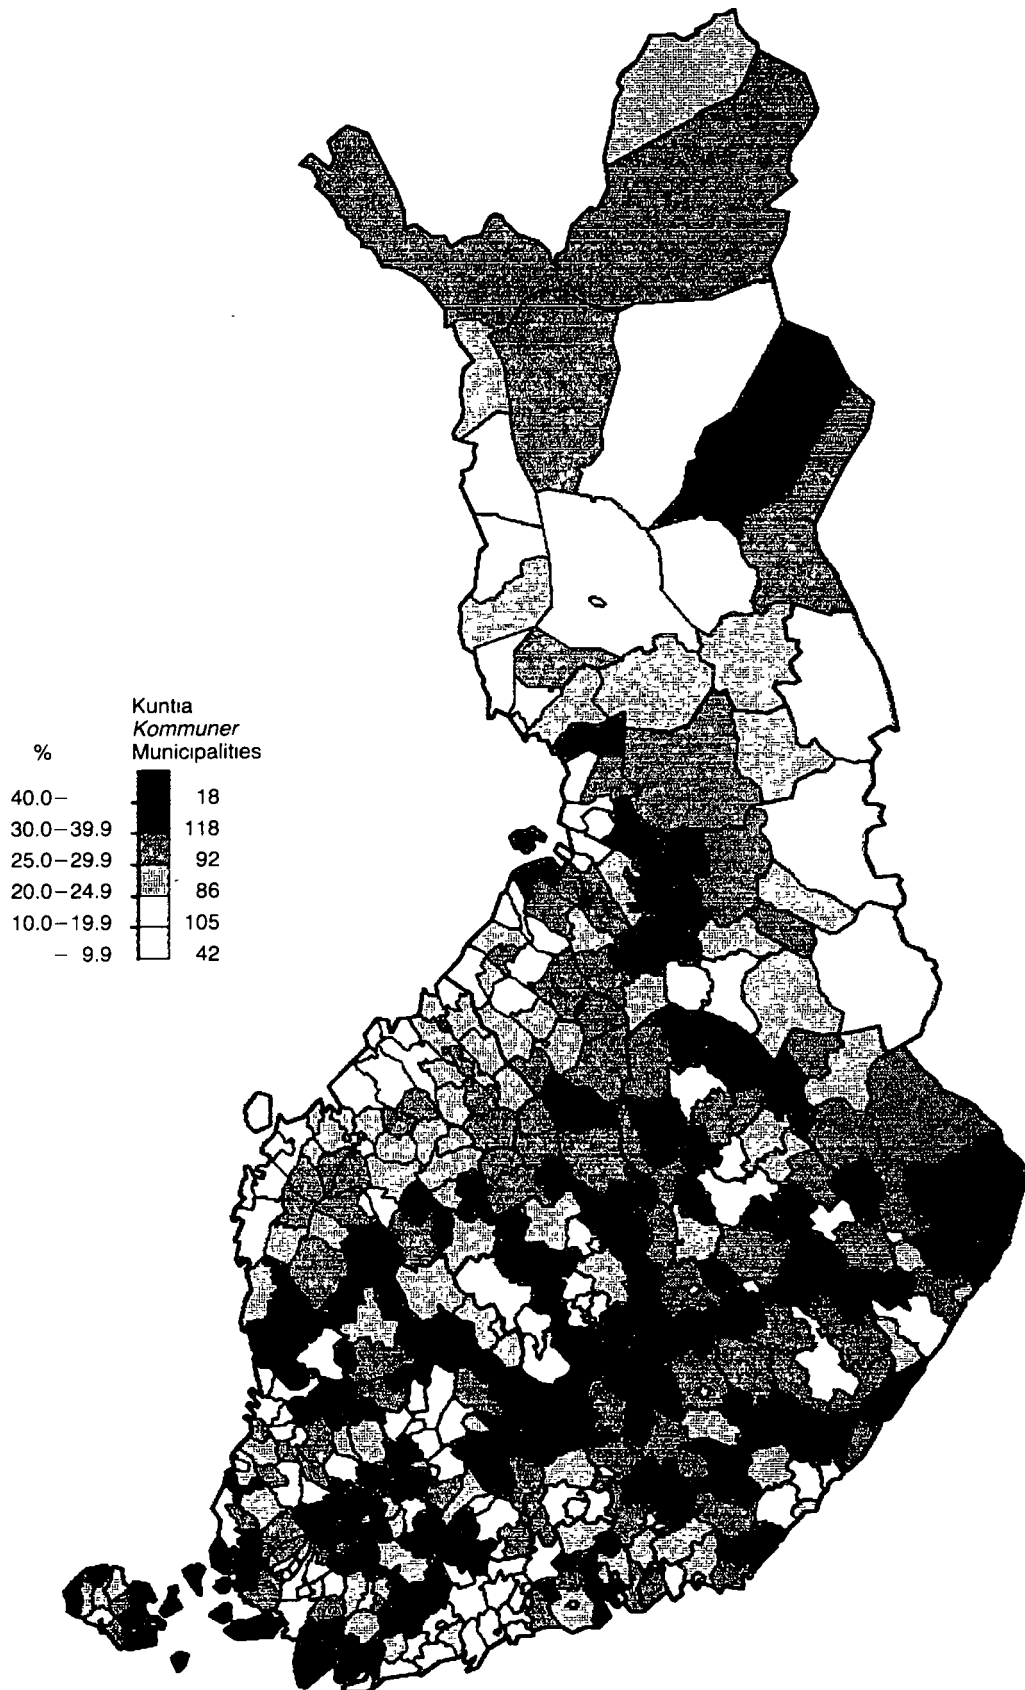 Kuntia
Kommuner
% Municipalities
40.0– 18
30.0–39.9 118
25.0–29.9 92
20.0–24.9 86
10.0–19.9 105
– 9.9 42